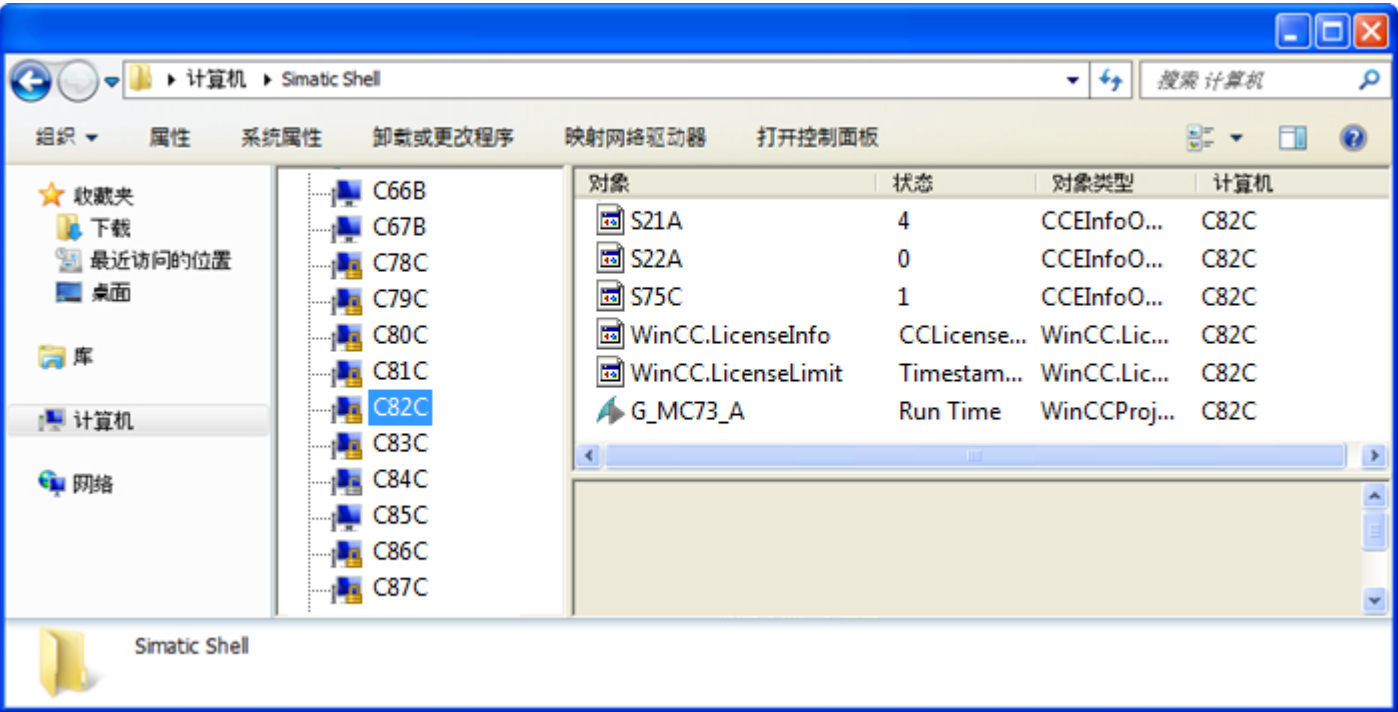 计算机 Simatic Shell 搜索 计算机
组织 属性 系统属性 卸载或更改程序 映射网络驱动器 打开控制面板
收藏夹
下载
最近访问的位置
桌面
库
计算机
网络
C66B
C67B
C78C
C79C
C80C
C81C
C82C
C83C
C84C
C85C
C86C
C87C
对象 状态 对象类型 计算机
S21A 4 CCEInfoO... C82C
S22A 0 CCEInfoO... C82C
S75C 1 CCEInfoO... C82C
WinCC.LicenseInfo CCLicense... WinCC.Lic... C82C
WinCC.LicenseLimit Timestam... WinCC.Lic... C82C
G_MC73_A Run Time WinCCProj... C82C
Simatic Shell